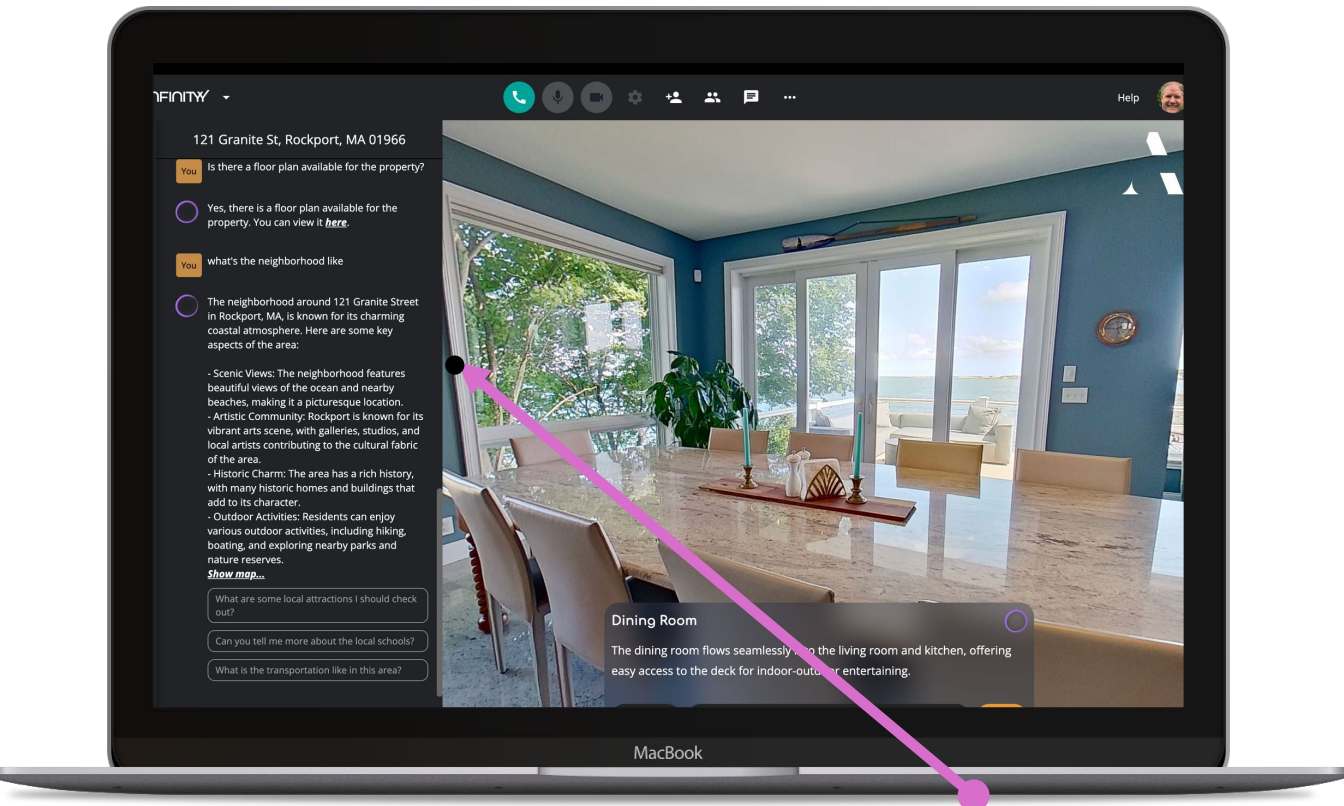 NFINITY
Help
121 Granite St, Rockport, MA 01966
You
Is there a floor plan available for the property?
Yes, there is a floor plan available for the
property. You can view it here.
You
what's the neighborhood like
The neighborhood around 121 Granite Street
in Rockport, MA, is known for its charming
coastal atmosphere. Here are some key
aspects of the area:
- Scenic Views: The neighborhood features
beautiful views of the ocean and nearby
beaches, making it a picturesque location.
- Artistic Community: Rockport is known for its
vibrant arts scene, with galleries, studios, and
local artists contributing to the cultural fabric
of the area.
- Historic Charm: The area has a rich history,
with many historic homes and buildings that
add to its character.
- Outdoor Activities: Residents can enjoy
various outdoor activities, including hiking,
boating, and exploring nearby parks and
nature reserves.
Show map...
What are some local attractions I should check
out?
Can you tell me more about the local schools?
What is the transportation like in this area?
Dining Room
The dining room flows seamlessly the living room and kitchen, offering
easy access to the deck for indoor-outdoor entertaining.
MacBook